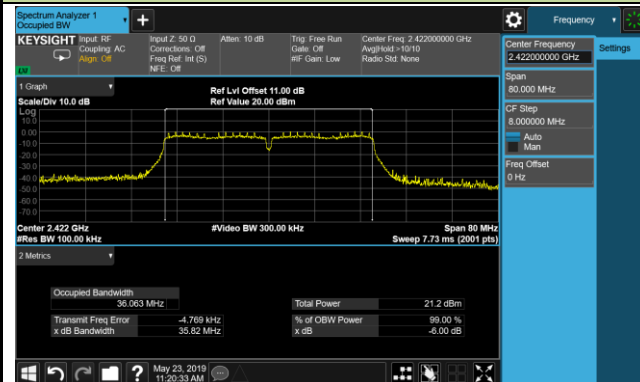 Spectrum Analyzer 1
Occupied BW
Frequency
KEYSIGHT
Input: RF
Coupling: AC
Align: Off
Input Z: 50 Ω
Corrections: Off
Freq Ref: Int (S)
NFE: Off
Atten: 10 dB
Trig: Free Run
Gate: Off
#IF Gain: Low
Center Freq: 2.422000000 GHz
Avg|Hold:>10/10
Radio Std: None
Center Frequency
2.422000000 GHz
Settings
Span
80.000 MHz
CF Step
8.000000 MHz
Auto
Man
Freq Offset
0 Hz
1 Graph
Scale/Div 10.0 dB
Ref Lvl Offset 11.00 dB
Ref Value 20.00 dBm
Log
10.0
0.00
-10.0
-20.0
-30.0
-40.0
-50.0
-60.0
-70.0
Center 2.422 GHz
#Res BW 100.00 kHz
#Video BW 300.00 kHz
Span 80 MHz
Sweep 7.73 ms (2001 pts)
2 Metrics
Occupied Bandwidth
36.063 MHz
Total Power 21.2 dBm
Transmit Freq Error -4.769 kHz
% of OBW Power 99.00 %
x dB Bandwidth 35.82 MHz
x dB -6.00 dB
May 23, 2019
11:20:33 AM